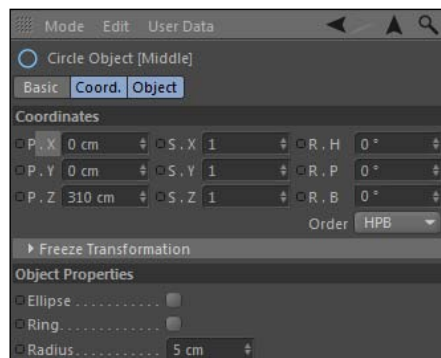 Mode Edit User Data
Circle Object [Middle]
Basic Coord. Object
Coordinates
P . X 0 cm S . X 1 R . H 0 °
P . Y 0 cm S . Y 1 R . P 0 °
P . Z 310 cm S . Z 1 R . B 0 °
Order HPB
Freeze Transformation
Object Properties
Ellipse . . . . . . . . . . .
Ring. . . . . . . . . . . . .
Radius. . . . . . . . . . . 5 cm